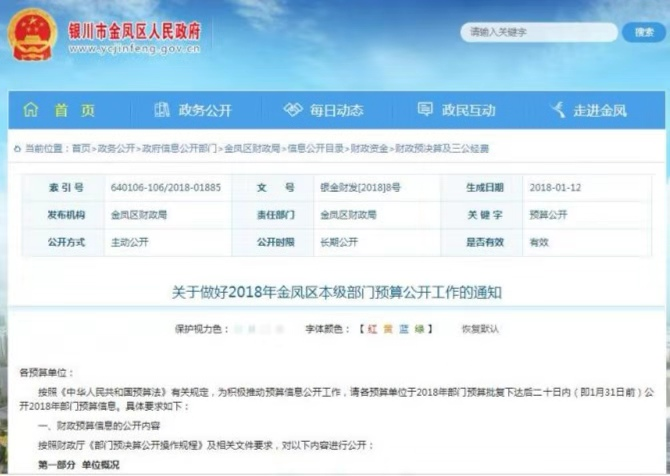 银川市金凤区人民政府
www.ycjinfeng.gov.cn
请输入关键字 搜索
首 页 政务公开 每日动态 政民互动 走进金凤
当前位置：首页>政务公开>政府信息公开部门>金凤区财政局>信息公开目录>财政资金>财政预决算及三公经费
索 引 号 640106-106/2018-01885 文 号 银金财发[2018]8号 生成日期 2018-01-12
发布机构 金凤区财政局 责任部门 金凤区财政局 关 键 字 预算公开
公开方式 主动公开 公开时限 长期公开 是否有效 有效
关于做好2018年金凤区本级部门预算公开工作的通知
保护视力色： 字体颜色：【 红 黄 蓝 绿 】 恢复默认
各预算单位：
按照《中华人民共和国预算法》有关规定，为积极推动预算信息公开工作，请各预算单位于2018年部门预算批复下达后二十日内（即1月31日前）公
开2018年部门预算信息。具体要求如下：
一、财政预算信息的公开内容
按照财政厅《部门预决算公开操作规程》及相关文件要求，对以下内容进行公开：
第一部分 单位概况